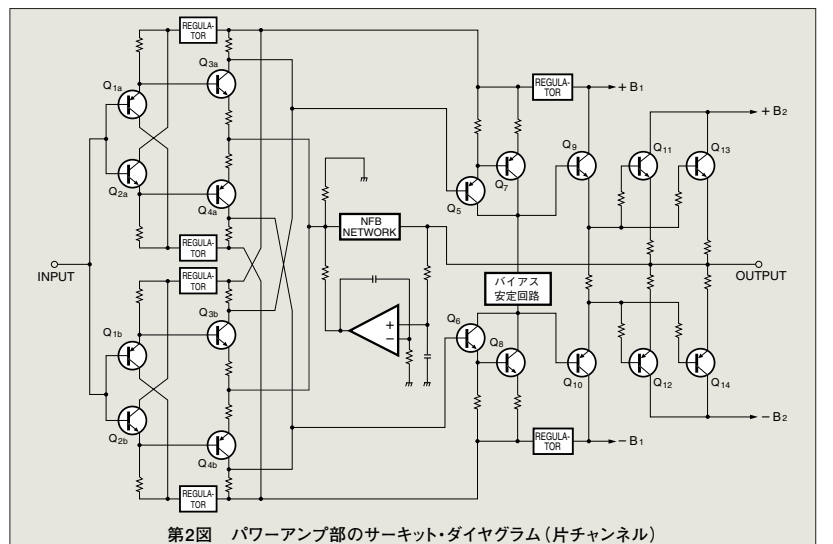 REGULA-
TOR
Q3a
Q1a
REGULA-
TOR
+B1
+B2
Q9
Q11
Q13
Q2a
Q7
Q5
Q4a
NFB
NETWORK
REGULA-
TOR
INPUT
OUTPUT
REGULA-
TOR
バイアス
安定回路
Q3b
+
−
Q6
Q8
Q1b
Q10
Q12
Q14
Q2b
−B2
Q4b
REGULA-
TOR
−B1
REGULA-
TOR
第2図 パワーアンプ部のサーキット・ダイヤグラム(片チャンネル)